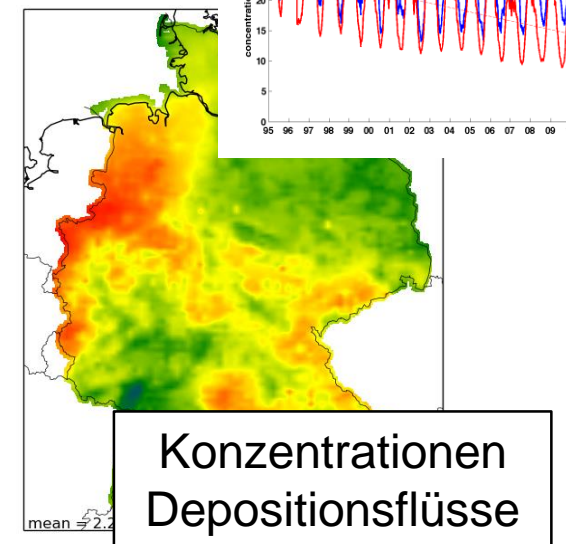 concentratio
20
15
10
5
0
95 96 97 98 99 00 01 02 03 04 05 06 07 08 09
Konzentrationen
Depositionsflüsse
mean = 2.2